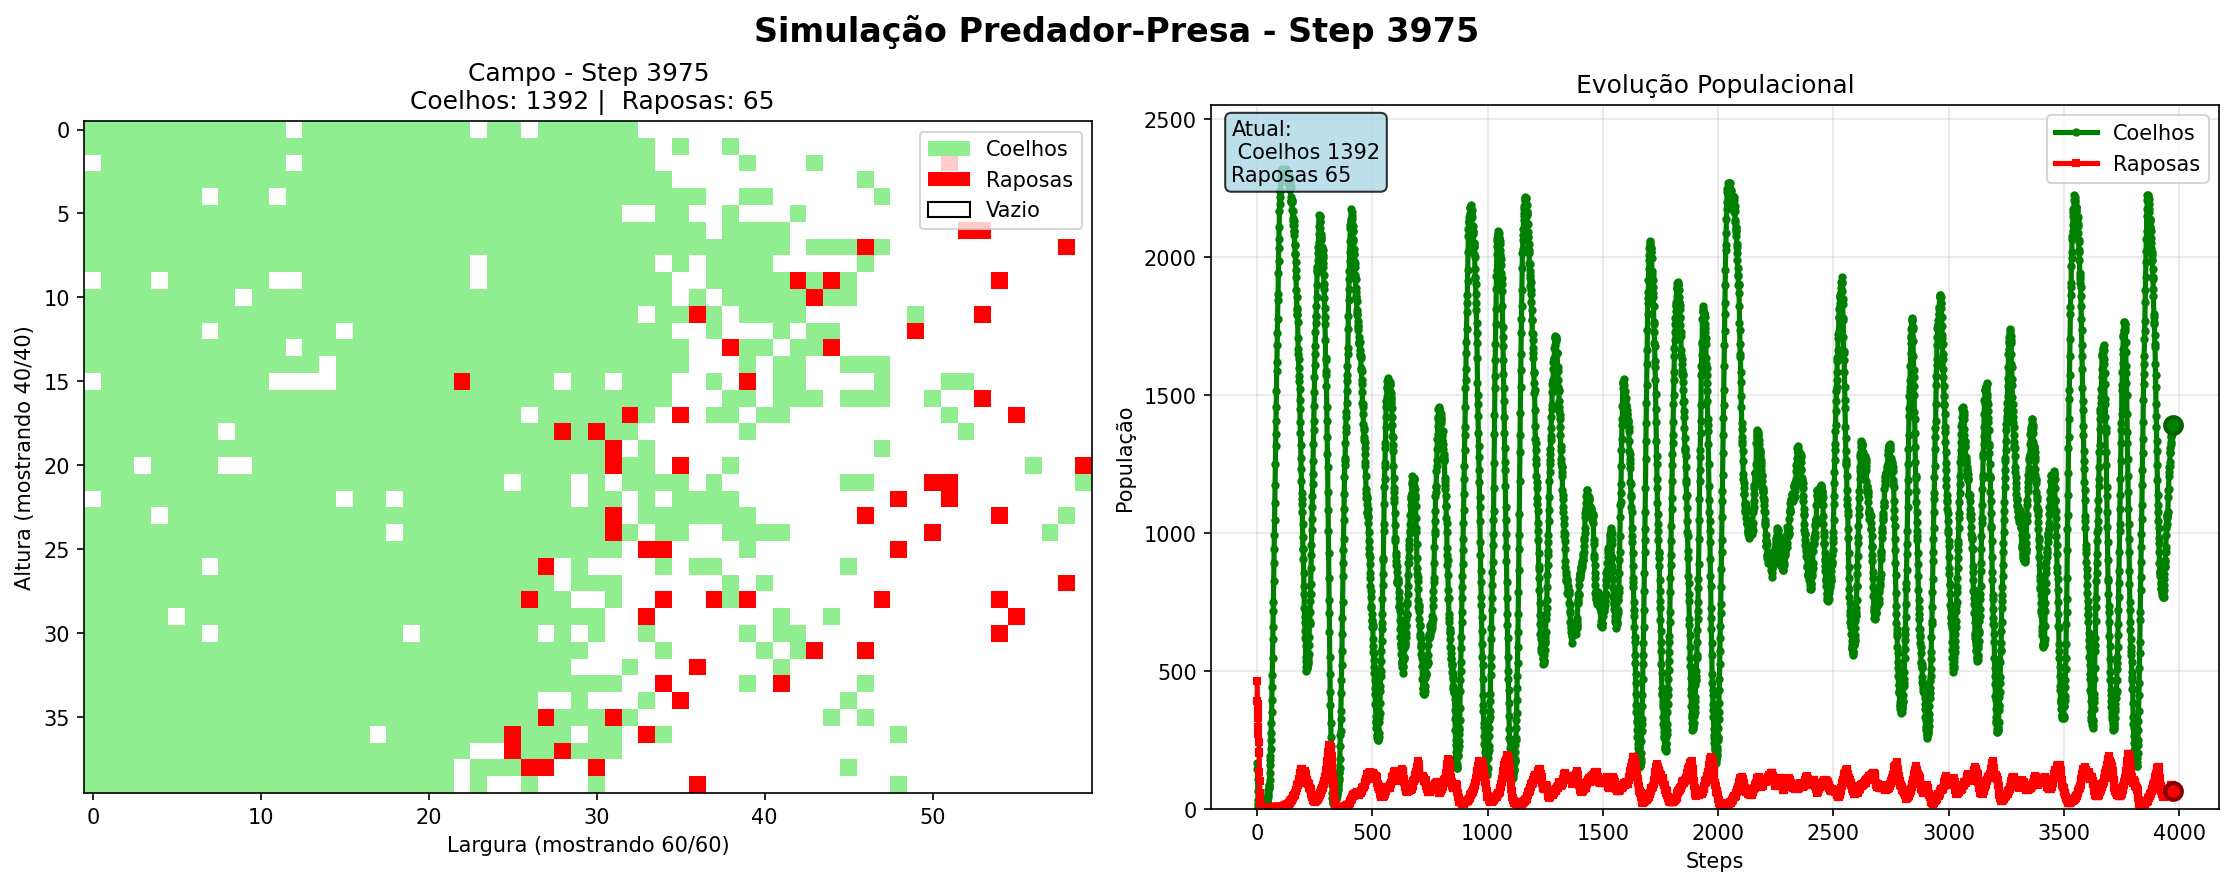 Simulação Predador-Presa - Step 3975
Campo - Step 3975
Coelhos: 1392 | Raposas: 65
Coelhos
Raposas
Vazio
0
5
10
15
20
25
30
35
Altura (mostrando 40/40)
0
10
20
30
40
50
Largura (mostrando 60/60)
Evolução Populacional
Atual:
Coelhos 1392
Raposas 65
Coelhos
Raposas
2500
2000
1500
1000
500
0
População
0
500
1000
1500
2000
2500
3000
3500
4000
Steps